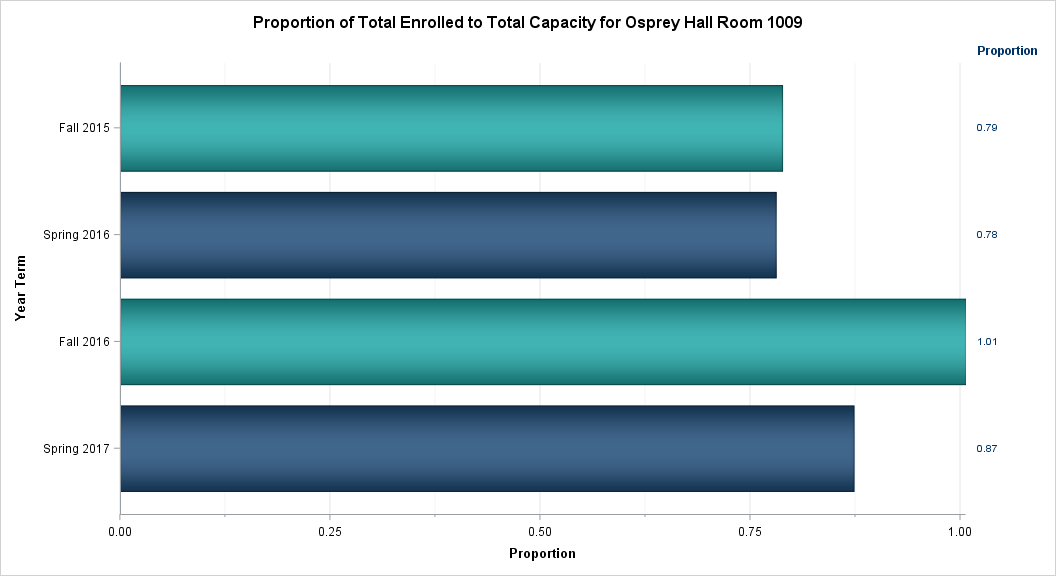 Proportion of Total Enrolled to Total Capacity for Osprey Hall Room 1009
Proportion
Fall 2015
0.79
Spring 2016
0.78
Year Term
Fall 2016
1.01
Spring 2017
0.87
0.00 0.25 0.50 0.75 1.00
Proportion